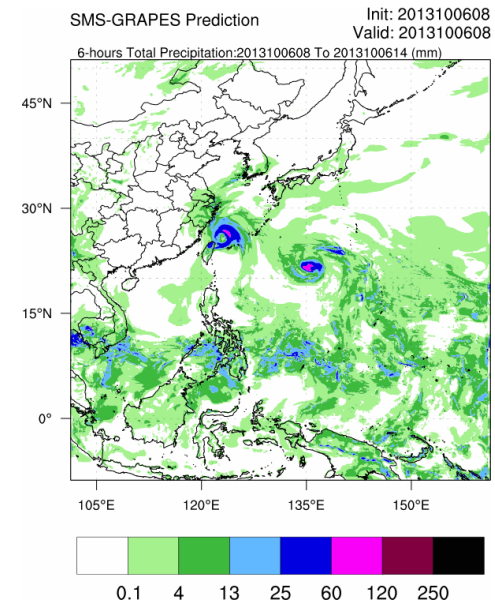 SMS-GRAPES Prediction
Init: 2013100608
Valid: 2013100608
6-hours Total Precipitation:2013100608 To 2013100614 (mm)
45°N
30°N
15°N
0°
105°E 120°E 135°E 150°E
0.1 4 13 25 60 120 250